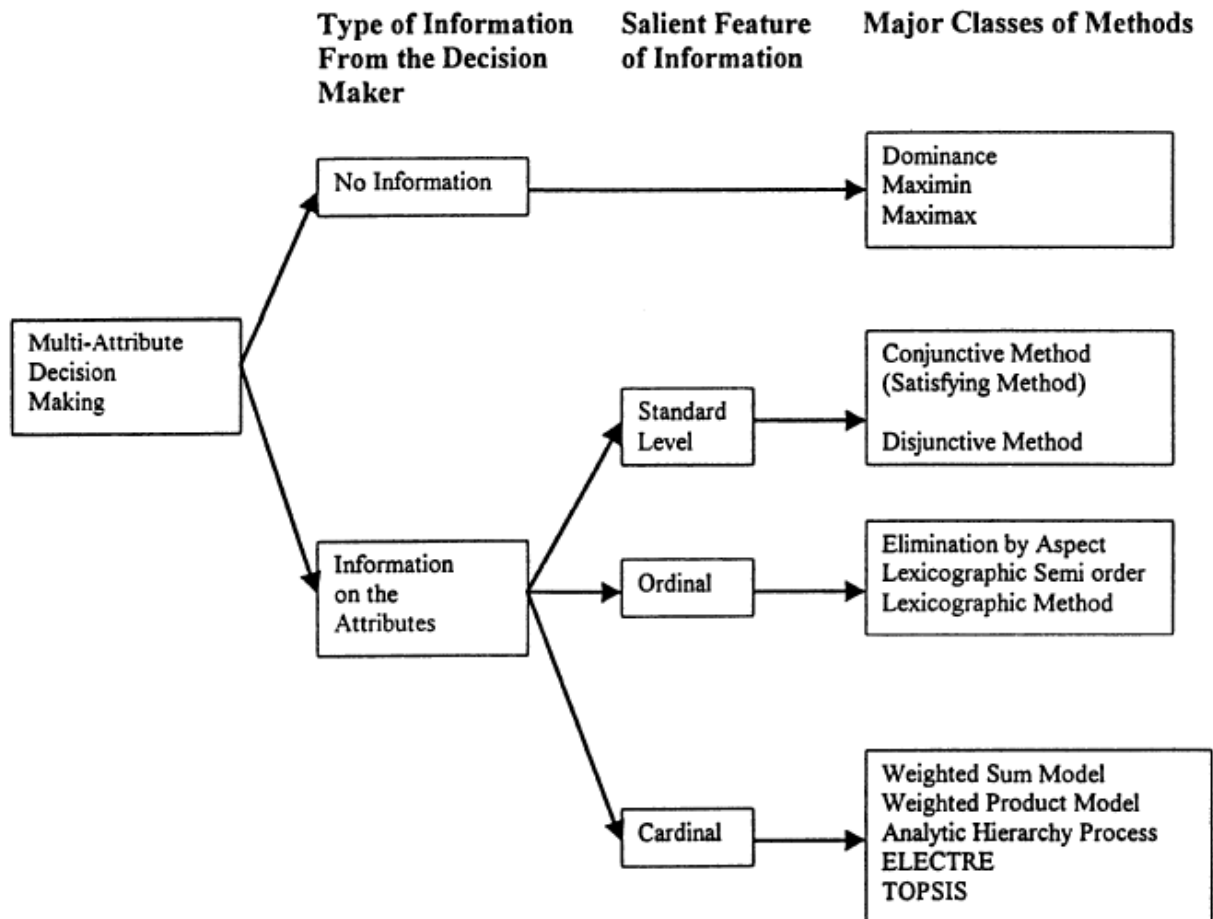 Type of Information
From the Decision
Maker
Salient Feature
of Information
Major Classes of Methods
No Information
Dominance
Maximin
Maximax
Multi-Attribute
Decision
Making
Conjunctive Method
(Satisfying Method)
Disjunctive Method
Standard
Level
Information
on the
Attributes
Ordinal
Elimination by Aspect
Lexicographic Semi order
Lexicographic Method
Cardinal
Weighted Sum Model
Weighted Product Model
Analytic Hierarchy Process
ELECTRE
TOPSIS